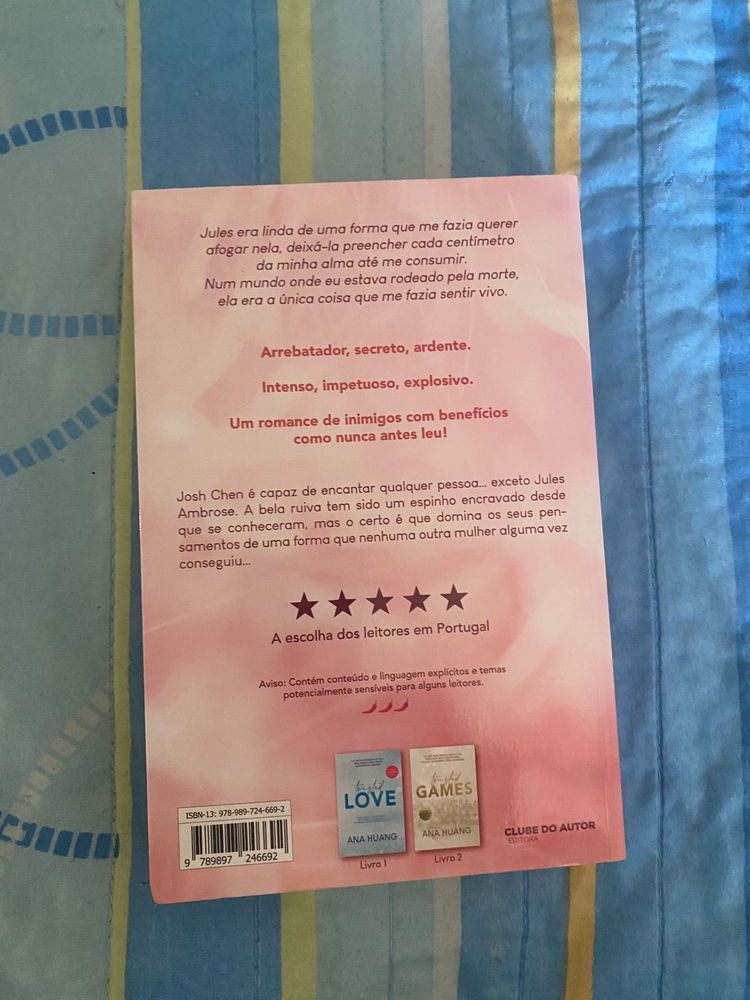 Jules era linda de uma forma que me fazia querer
afogar nela, deixá-la preencher cada centímetro
da minha alma até me consumir.
Num mundo onde eu estava rodeado pela morte,
ela era a única coisa que me fazia sentir vivo.
Arrebatador, secreto, ardente.
Intenso, impetuoso, explosivo.
Um romance de inimigos com benefícios
como nunca antes leu!
Josh Chen é capaz de encantar qualquer pessoa... exceto Jules
Ambrose. A bela ruiva tem sido um espinho encravado desde
que se conheceram, mas o certo é que domina os seus pen-
samentos de uma forma que nenhuma outra mulher alguma vez
conseguiu...
A escolha dos leitores em Portugal
Aviso: Contém conteúdo e linguagem explícitos e temas
potencialmente sensíveis para alguns leitores.
ISBN-13: 978-989-724-669-2
9 789897 246692
twisted
LOVE
ANA HUANG
Livro 1
twisted
GAMES
ANA HUANG
Livro 2
CLUBE DO AUTOR
EDITORA